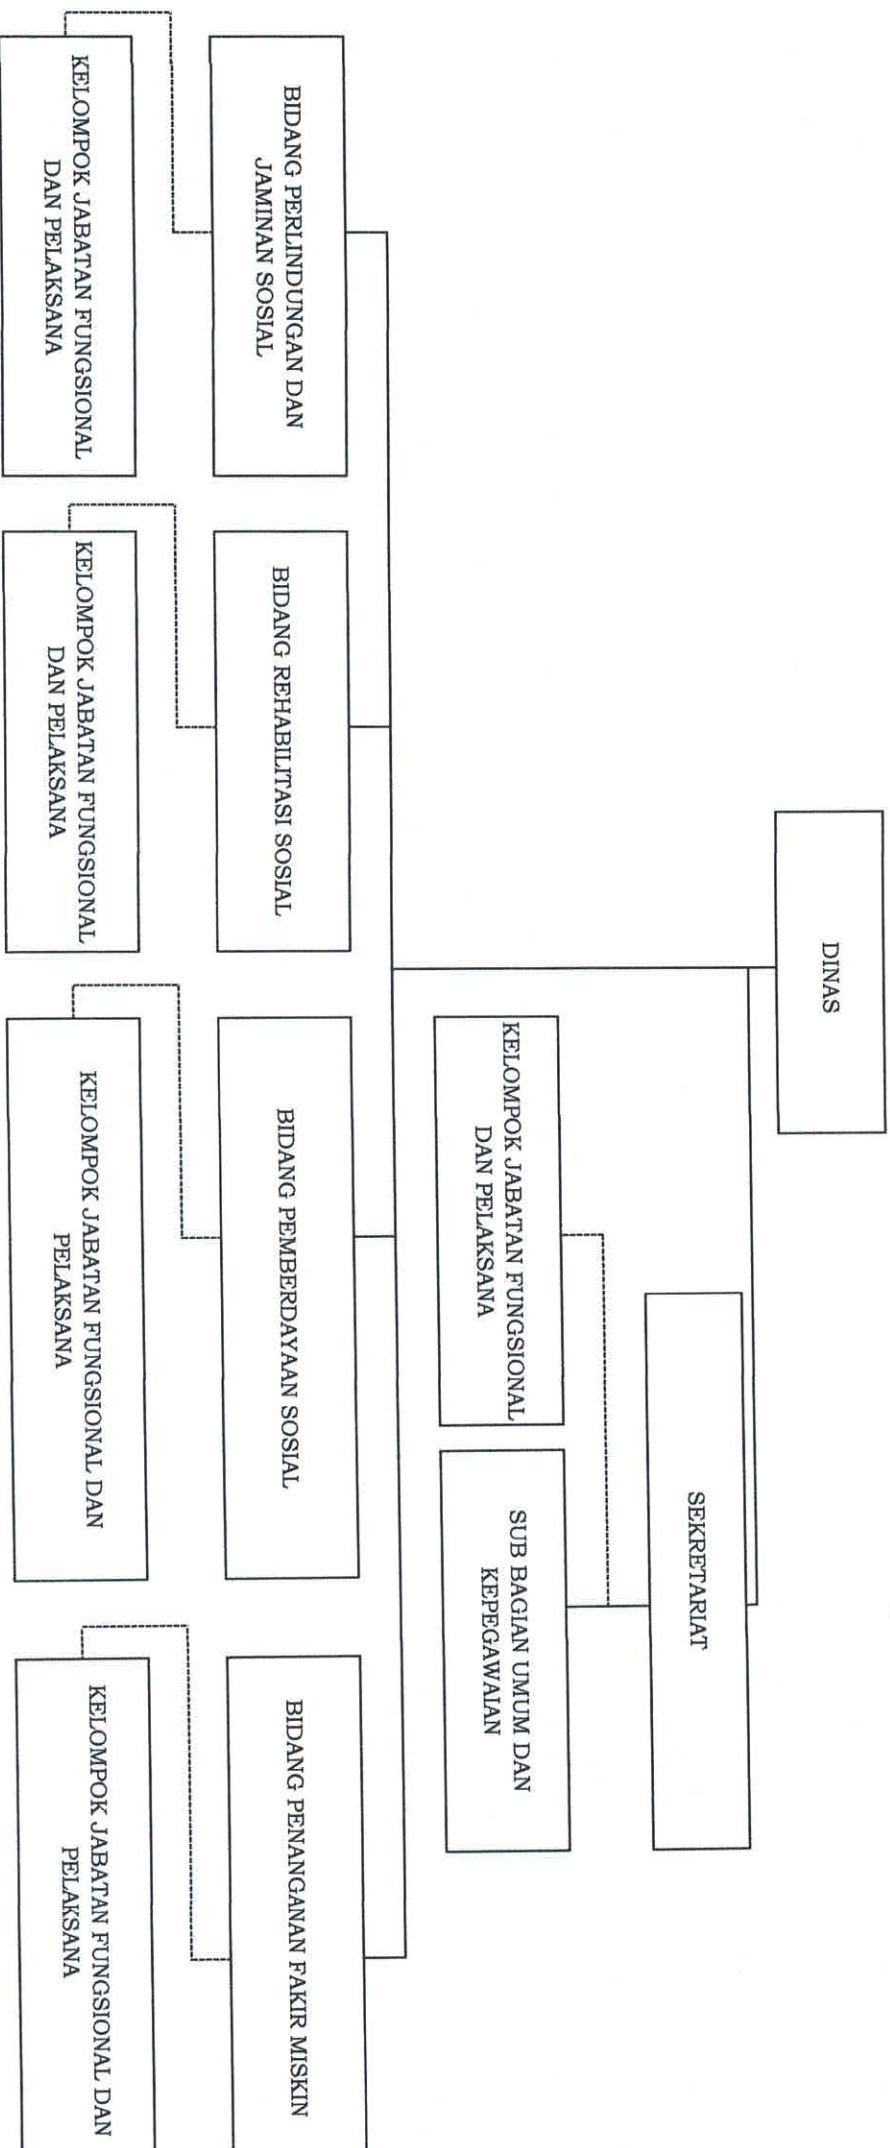 DINAS
SEKRETARIAT
KELOMPOK JABATAN FUNGSIONAL
DAN PELAKSANA
SUB BAGIAN UMUM DAN
KEPEGAWAIAN
BIDANG PERLINDUNGAN DAN
JAMINAN SOSIAL
BIDANG REHABILITASI SOSIAL
BIDANG PEMBERDAYAAN SOSIAL
BIDANG PENANGANAN FAKIR MISKIN
KELOMPOK JABATAN FUNGSIONAL
DAN PELAKSANA
KELOMPOK JABATAN FUNGSIONAL
DAN PELAKSANA
KELOMPOK JABATAN FUNGSIONAL DAN
PELAKSANA
KELOMPOK JABATAN FUNGSIONAL DAN
PELAKSANA